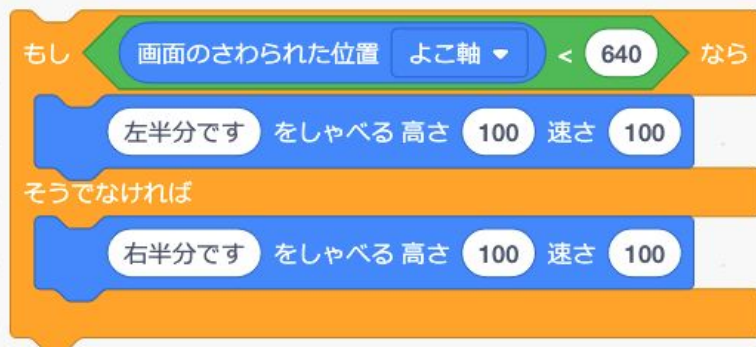 もし 画面のさわられた位置 よこ軸 < 640 なら
左半分です をしゃべる 高さ 100 速さ 100
そうでなければ
右半分です をしゃべる 高さ 100 速さ 100